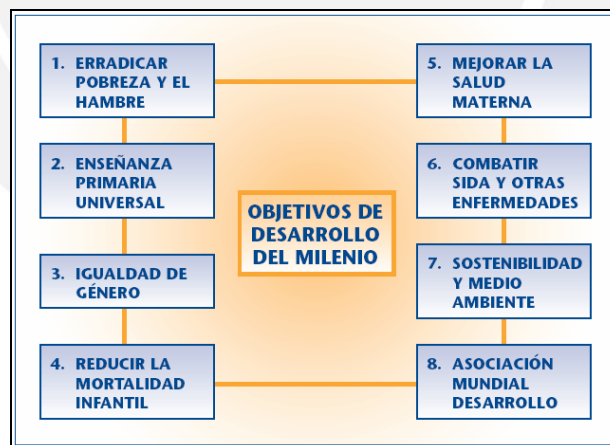 1. ERRADICAR
POBREZA Y EL
HAMBRE
2. ENSEÑANZA
PRIMARIA
UNIVERSAL
3. IGUALDAD DE
GÉNERO
4. REDUCIR LA
MORTALIDAD
INFANTIL
OBJETIVOS DE
DESARROLLO
DEL MILENIO
5. MEJORAR LA
SALUD
MATERNA
6. COMBATIR
SIDA Y OTRAS
ENFERMEDADES
7. SOSTENIBILIDAD
Y MEDIO
AMBIENTE
8. ASOCIACIÓN
MUNDIAL
DESARROLLO